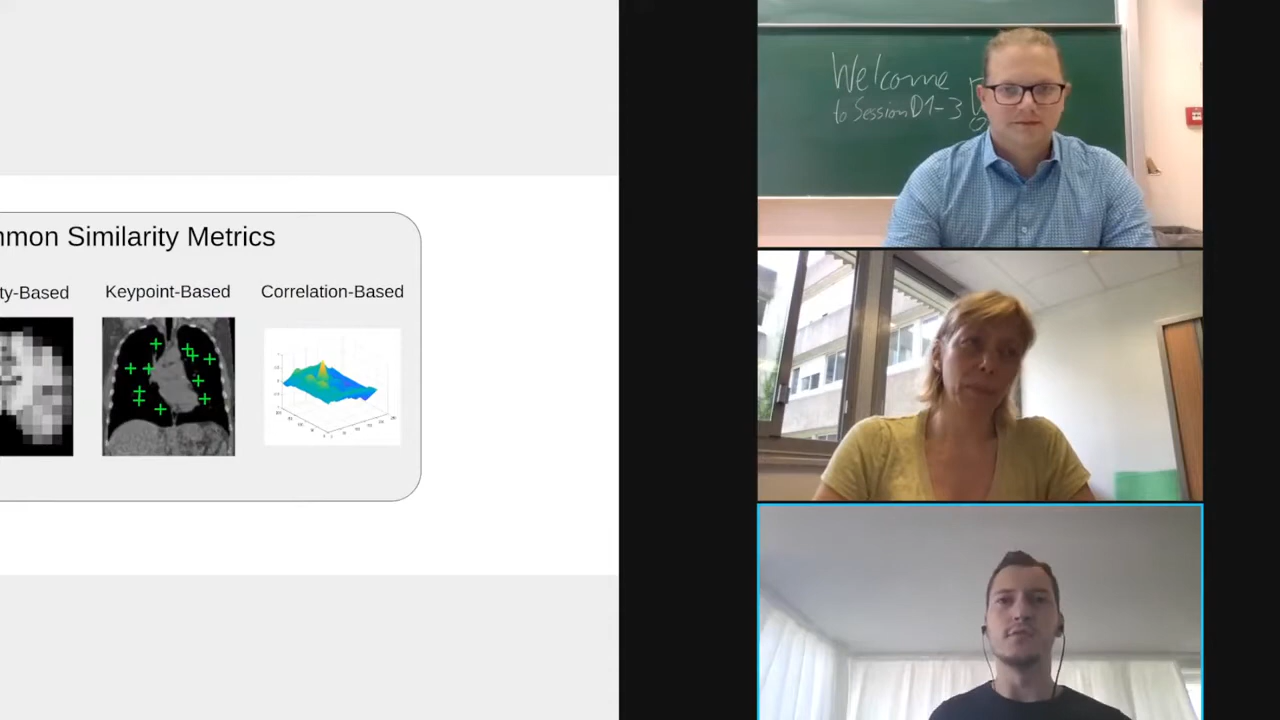 mmon Similarity Metrics
ty-Based Keypoint-Based Correlation-Based
Welcome
to Session D1-3